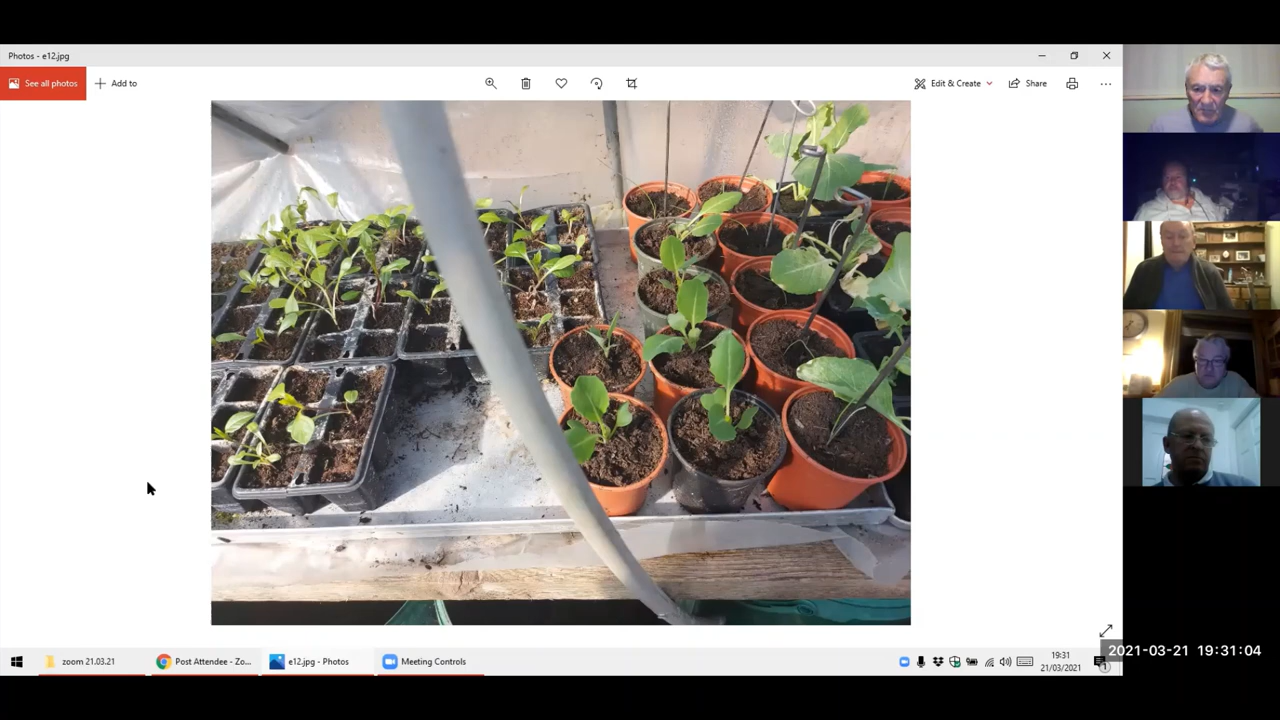 Photos - e12.jpg
See all photos
Add to
Edit & Create
Share
zoom 21.03.21
Post Attendee - Zo...
e12.jpg - Photos
Meeting Controls
19:31
21/03/2021
1
2021-03-21 19:31:04